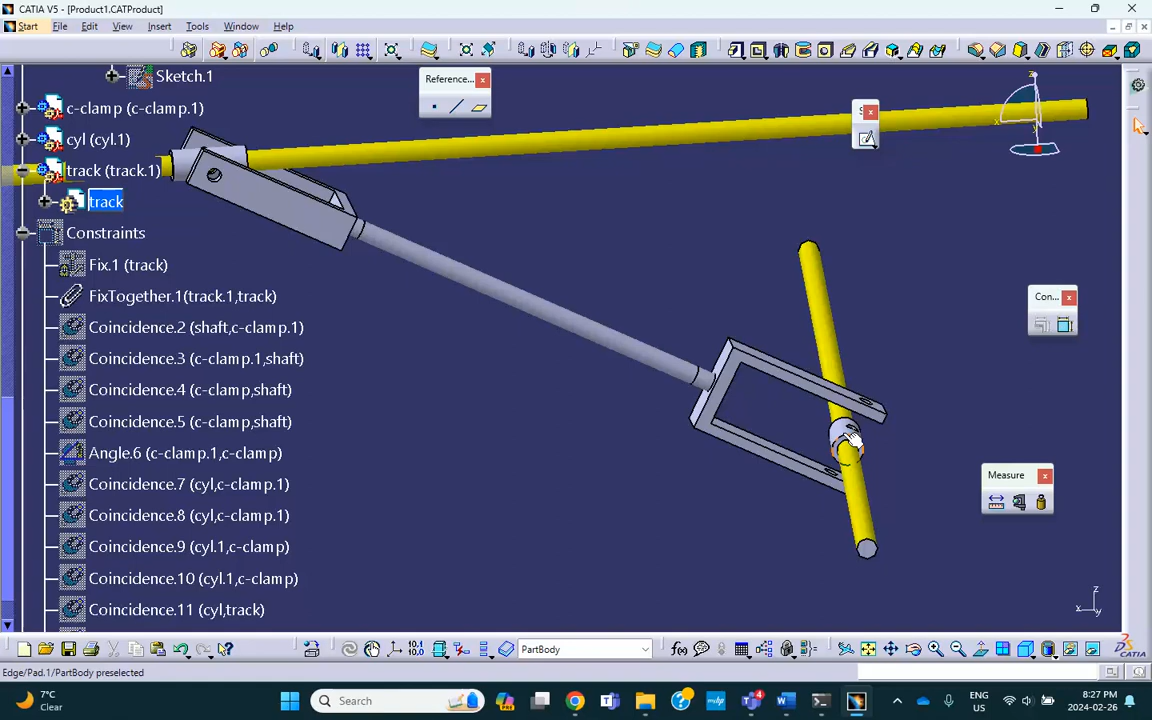 CATIA V5 - [Product1.CATProduct]
Start File Edit View Insert Tools Window Help
Sketch.1
Reference...
c-clamp (c-clamp.1)
cyl (cyl.1)
track (track.1)
track
Constraints
Fix.1 (track)
FixTogether.1(track.1,track)
Coincidence.2 (shaft,c-clamp.1)
Coincidence.3 (c-clamp.1,shaft)
Coincidence.4 (c-clamp,shaft)
Coincidence.5 (c-clamp,shaft)
Angle.6 (c-clamp.1,c-clamp)
Coincidence.7 (cyl,c-clamp.1)
Coincidence.8 (cyl,c-clamp.1)
Coincidence.9 (cyl.1,c-clamp)
Coincidence.10 (cyl.1,c-clamp)
Coincidence.11 (cyl,track)
Con...
Measure
z
x
y
z
x
y
10.0
PartBody
f(x)
CATIA
Edge/Pad.1/PartBody preselected
7°C
Clear
Search
mdp
4
ENG
US
8:27 PM
2024-02-26